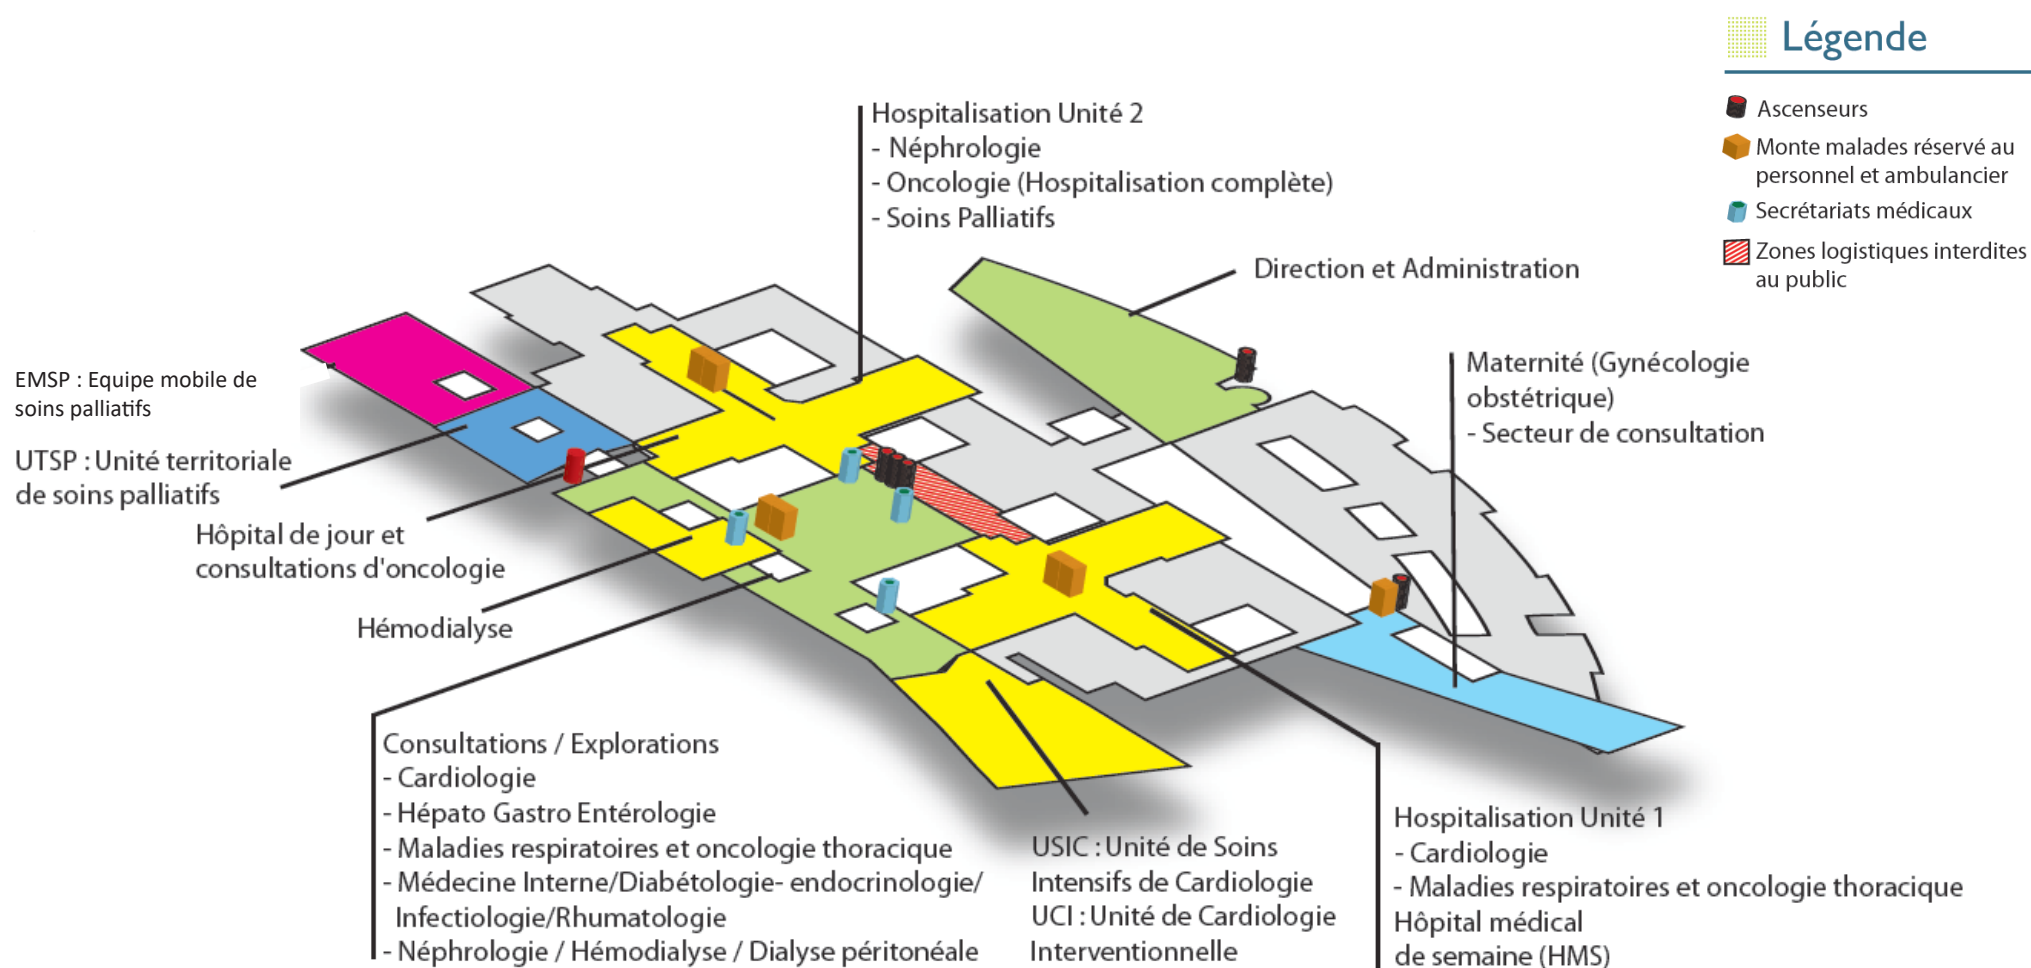 Légende
Ascenseurs
Monte malades réservé au
personnel et ambulancier
Secrétariats médicaux
Zones logistiques interdites
au public
Hospitalisation Unité 2
- Néphrologie
- Oncologie (Hospitalisation complète)
- Soins Palliatifs
Direction et Administration
Maternité (Gynécologie
obstétrique)
- Secteur de consultation
EMSP : Equipe mobile de
soins palliatifs
UTSP : Unité territoriale
de soins palliatifs
Hôpital de jour et
consultations d'oncologie
Hémodialyse
Consultations / Explorations
- Cardiologie
- Hépato Gastro Entérologie
- Maladies respiratoires et oncologie thoracique
- Médecine Interne/Diabétologie- endocrinologie/
Infectiologie/Rhumatologie
- Néphrologie / Hémodialyse / Dialyse péritonéale
USIC : Unité de Soins
Intensifs de Cardiologie
UCI : Unité de Cardiologie
Interventionnelle
Hospitalisation Unité 1
- Cardiologie
- Maladies respiratoires et oncologie thoracique
Hôpital médical
de semaine (HMS)